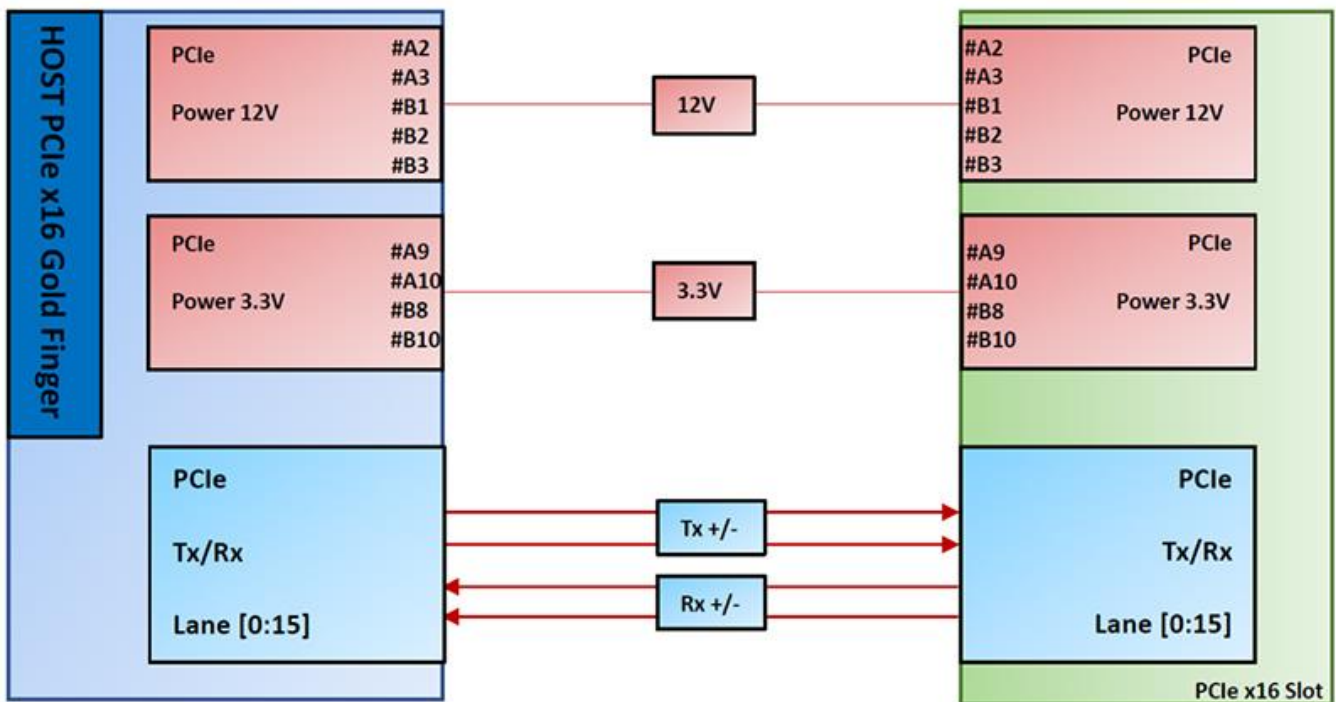 HOST PCIe x16 Gold Finger
PCIe
Power 12V
#A2
#A3
#B1
#B2
#B3
12V
#A2
#A3
#B1
#B2
#B3
PCIe
Power 12V
PCIe
Power 3.3V
#A9
#A10
#B8
#B10
3.3V
#A9
#A10
#B8
#B10
PCIe
Power 3.3V
PCIe
Tx/Rx
Lane [0:15]
Tx +/-
Rx +/-
PCIe
Tx/Rx
Lane [0:15]
PCIe x16 Slot